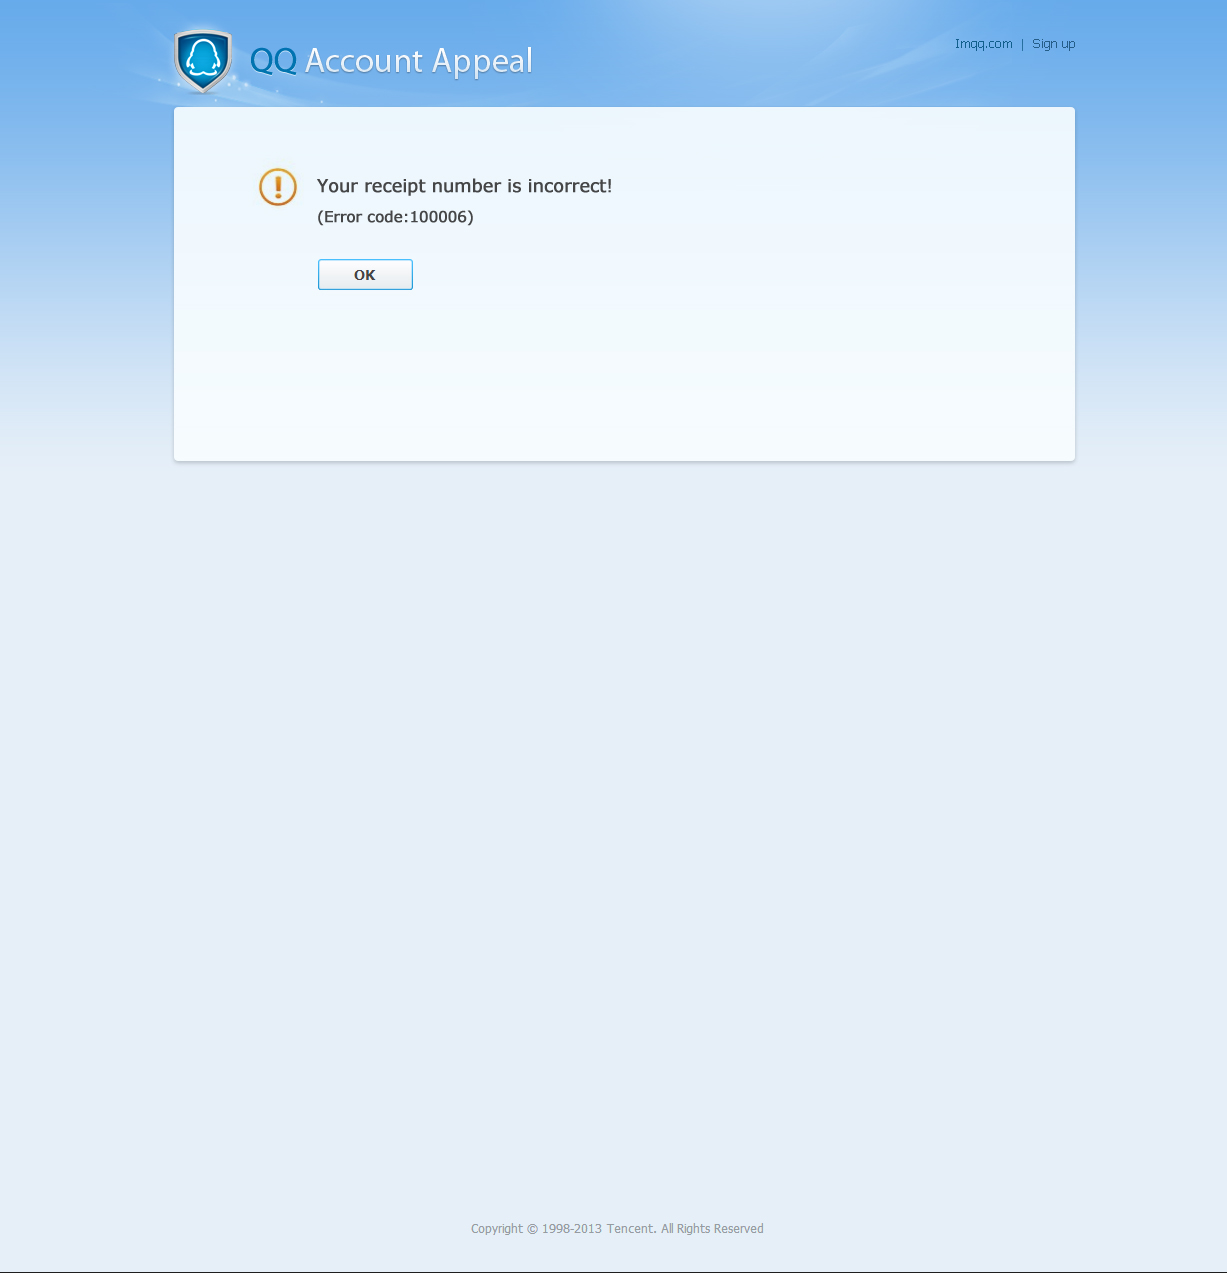 QQ Account Appeal
Imqq.com | Sign up
Your receipt number is incorrect!
(Error code:100006)
OK
Copyright © 1998-2013 Tencent. All Rights Reserved